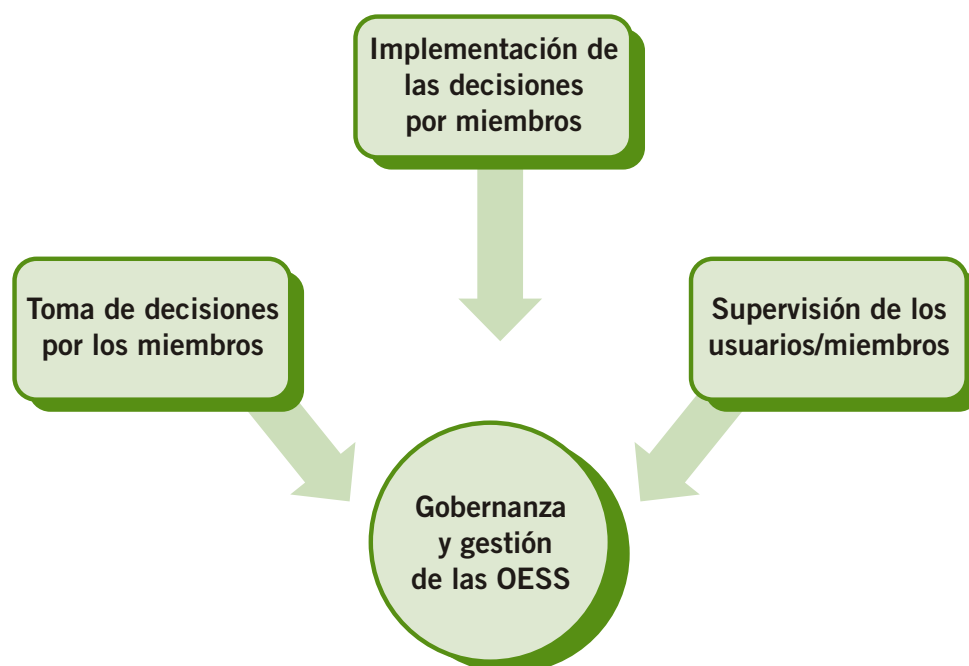 Implementación de
las decisiones
por miembros
Toma de decisiones
por los miembros
Supervisión de los
usuarios/miembros
Gobernanza
y gestión
de las OESS